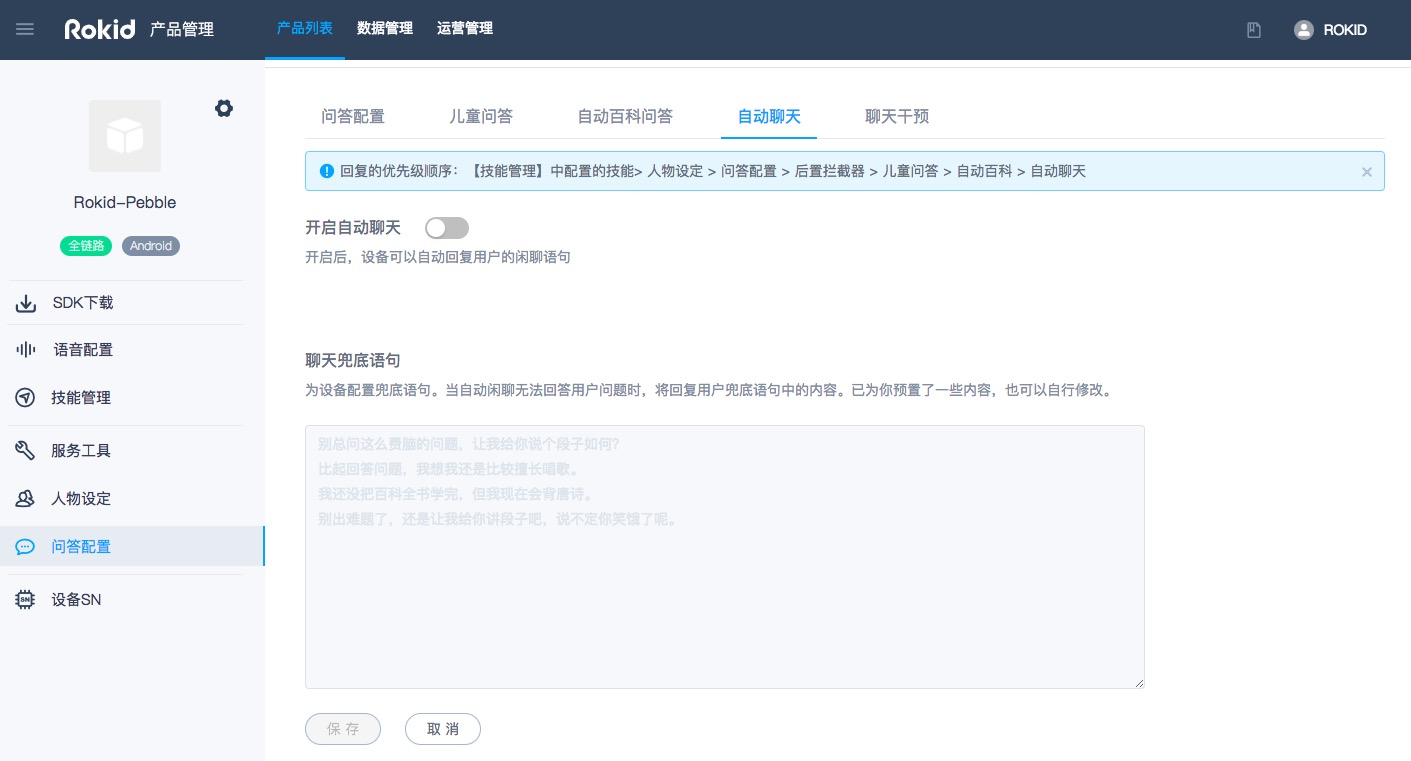 Rokid 产品管理 产品列表 数据管理 运营管理 ROKID
Rokid-Pebble
全链路 Android
SDK下载
语音配置
技能管理
服务工具
人物设定
问答配置
SN 设备SN
问答配置 儿童问答 自动百科问答 自动聊天 聊天干预
回复的优先级顺序：【技能管理】中配置的技能> 人物设定 > 问答配置 > 后置拦截器 > 儿童问答 > 自动百科 > 自动聊天
开启自动聊天
开启后，设备可以自动回复用户的闲聊语句
聊天兜底语句
为设备配置兜底语句。当自动闲聊无法回答用户问题时，将回复用户兜底语句中的内容。已为你预置了一些内容，也可以自行修改。
别总问这么费脑的问题，让我给你说个段子如何？
比起回答问题，我想我还是比较擅长唱歌。
我还没把百科全书学完，但我现在会背唐诗。
别出难题了，还是让我给你讲段子吧，说不定你笑饿了呢。
保 存 取 消